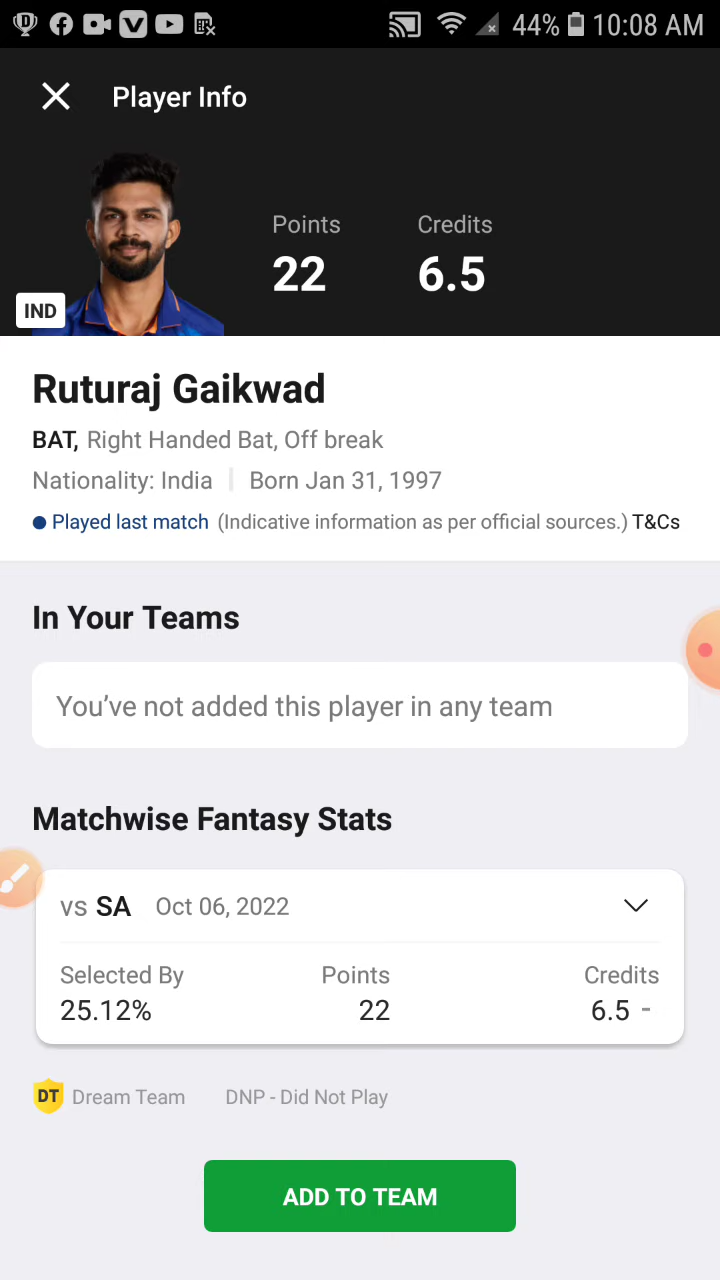 44% 10:08 AM
Player Info
Points Credits
22 6.5
IND
Ruturaj Gaikwad
BAT, Right Handed Bat, Off break
Nationality: India | Born Jan 31, 1997
Played last match (Indicative information as per official sources.) T&Cs
In Your Teams
You’ve not added this player in any team
Matchwise Fantasy Stats
vs SA Oct 06, 2022
Selected By Points Credits
25.12% 22 6.5 -
DT Dream Team DNP - Did Not Play
ADD TO TEAM